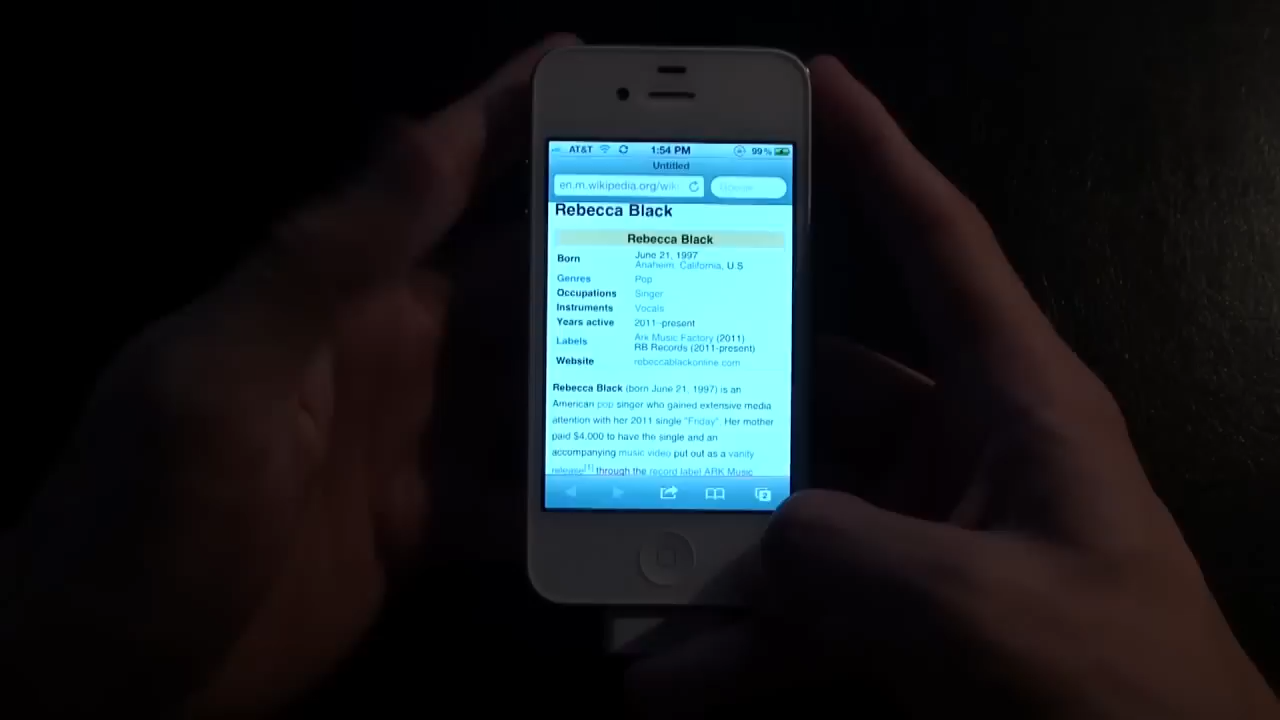 AT&T 1:54 PM 99%
Untitled
en.m.wikipedia.org/wiki
Rebecca Black
Rebecca Black
Born June 21, 1997
Anaheim, California, U.S
Genres Pop
Occupations Singer
Instruments Vocals
Years active 2011–present
Labels Ark Music Factory (2011)
RB Records (2011-present)
Website rebeccablackonline.com
Rebecca Black (born June 21, 1997) is an
American pop singer who gained extensive media
attention with her 2011 single "Friday". Her mother
paid $4,000 to have the single and an
accompanying music video put out as a vanity
release[1] through the record label ARK Music
2